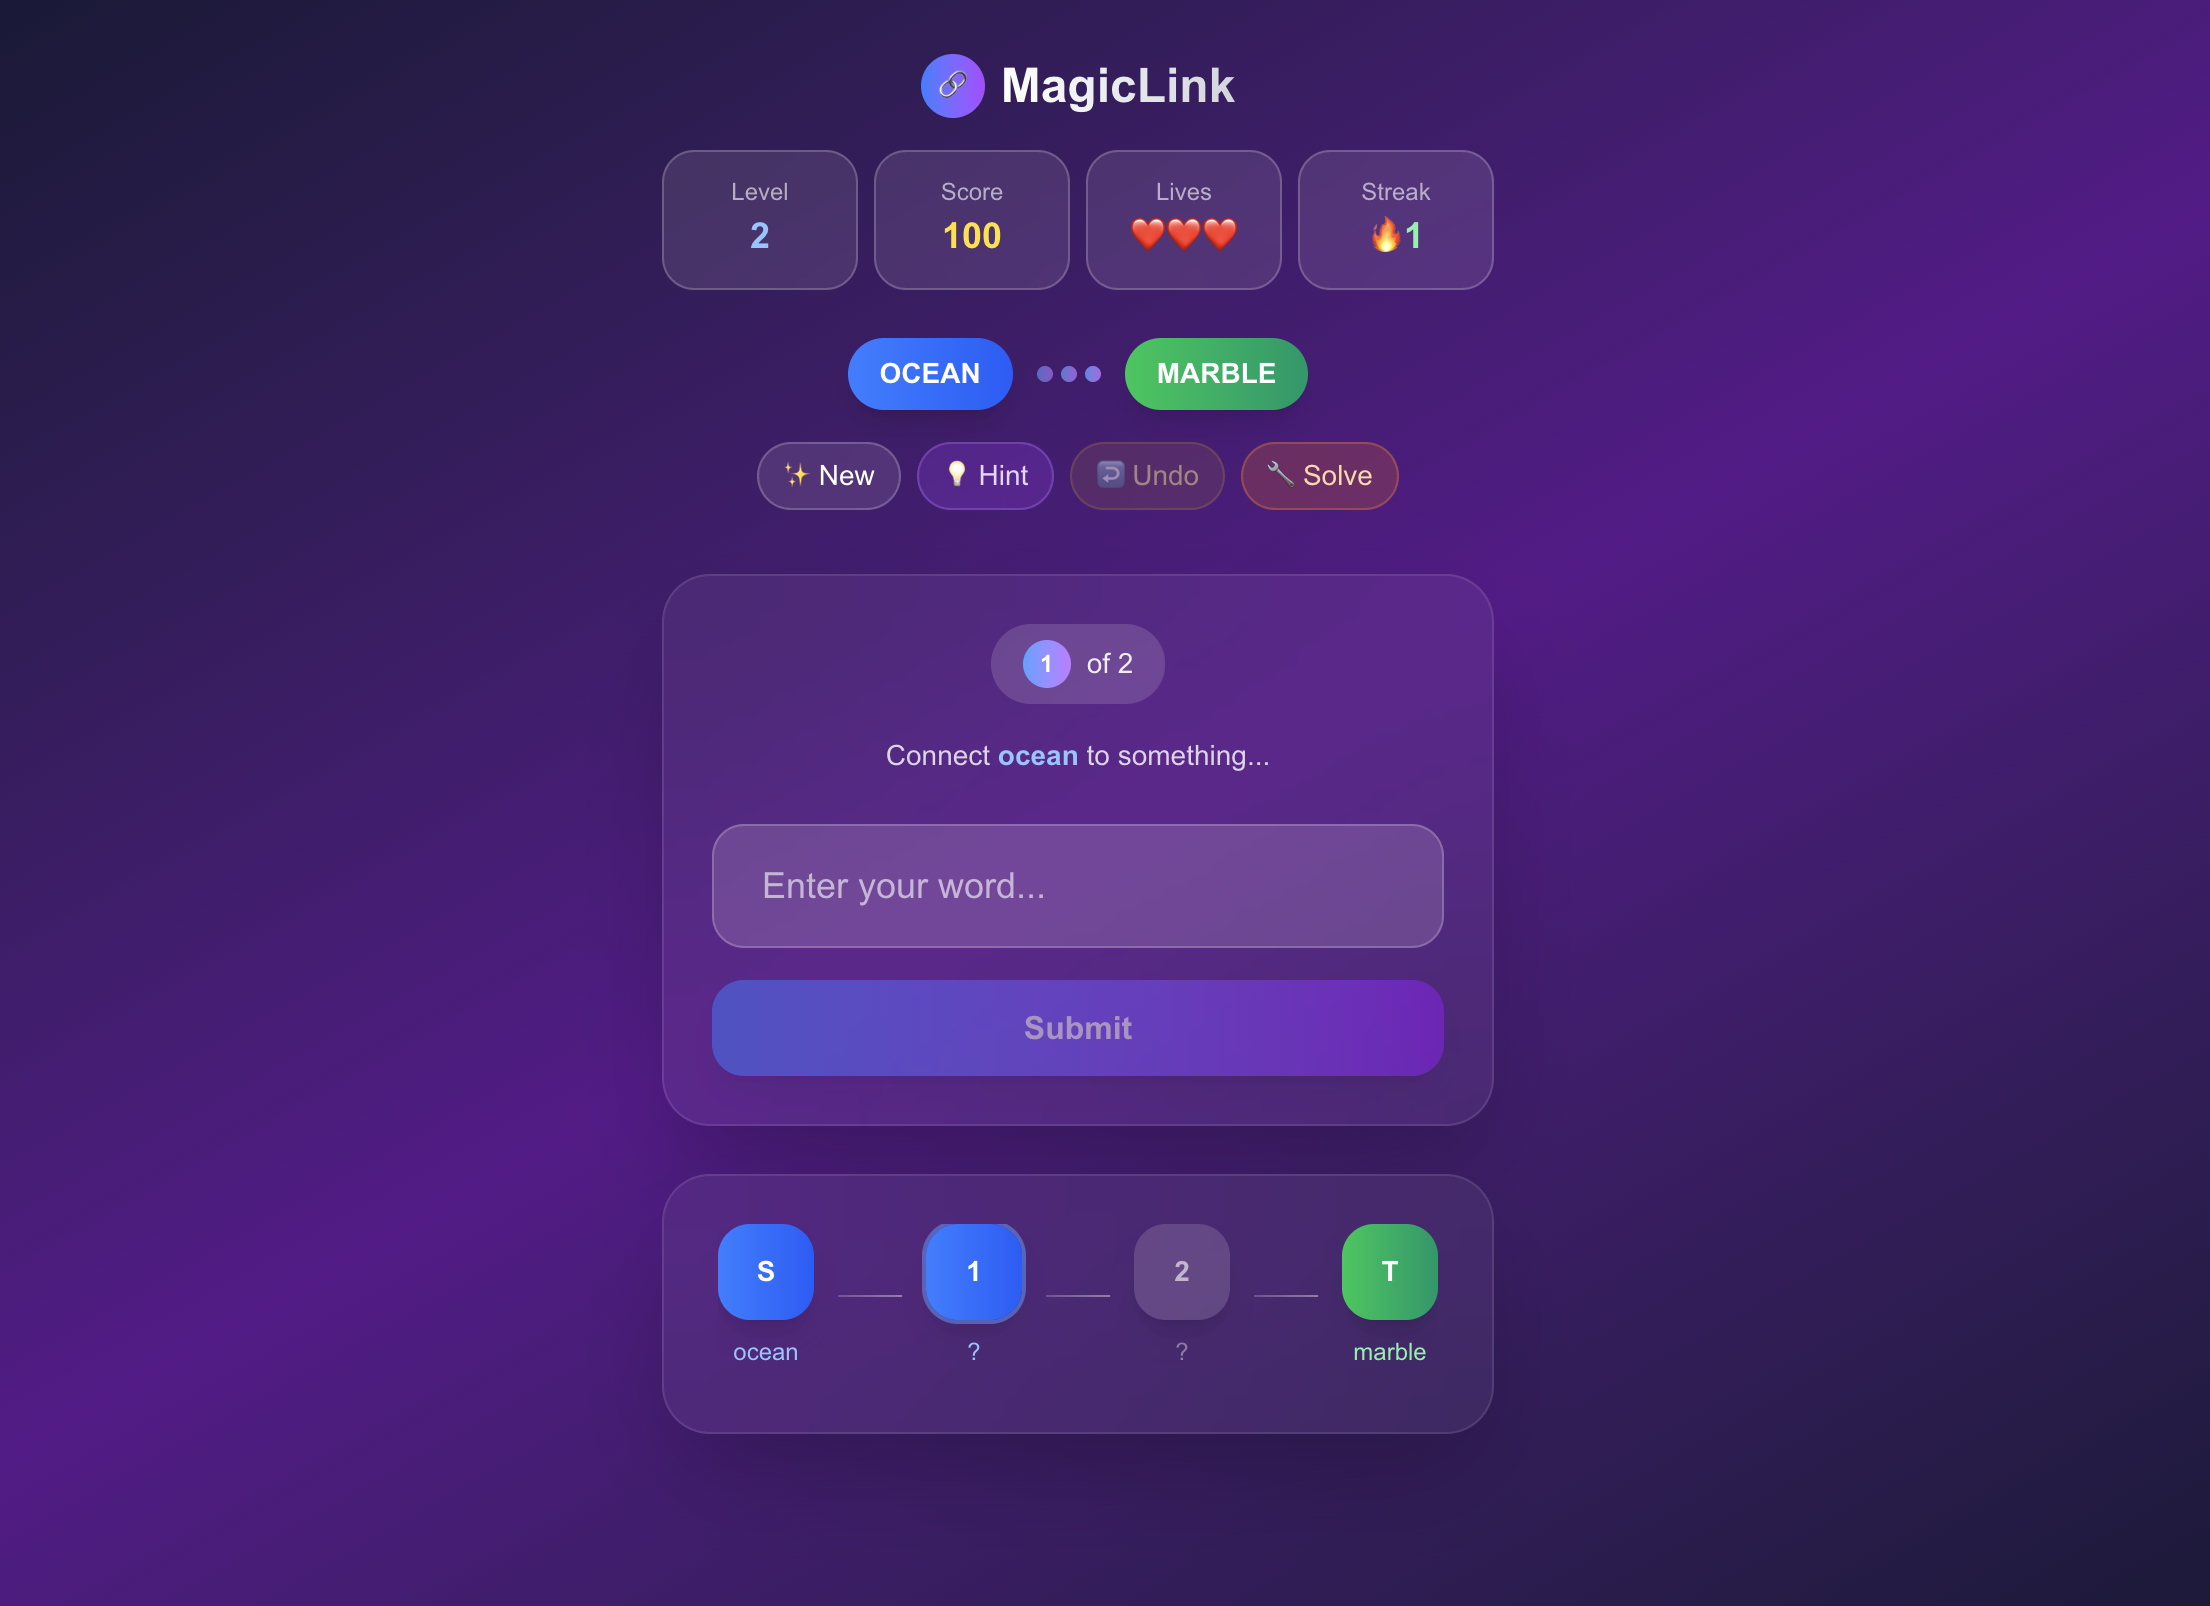 MagicLink
Level
2
Score
100
Lives
Streak
1
OCEAN
MARBLE
New
Hint
Undo
Solve
1 of 2
Connect ocean to something...
Enter your word...
Submit
S
1
2
T
ocean
?
?
marble